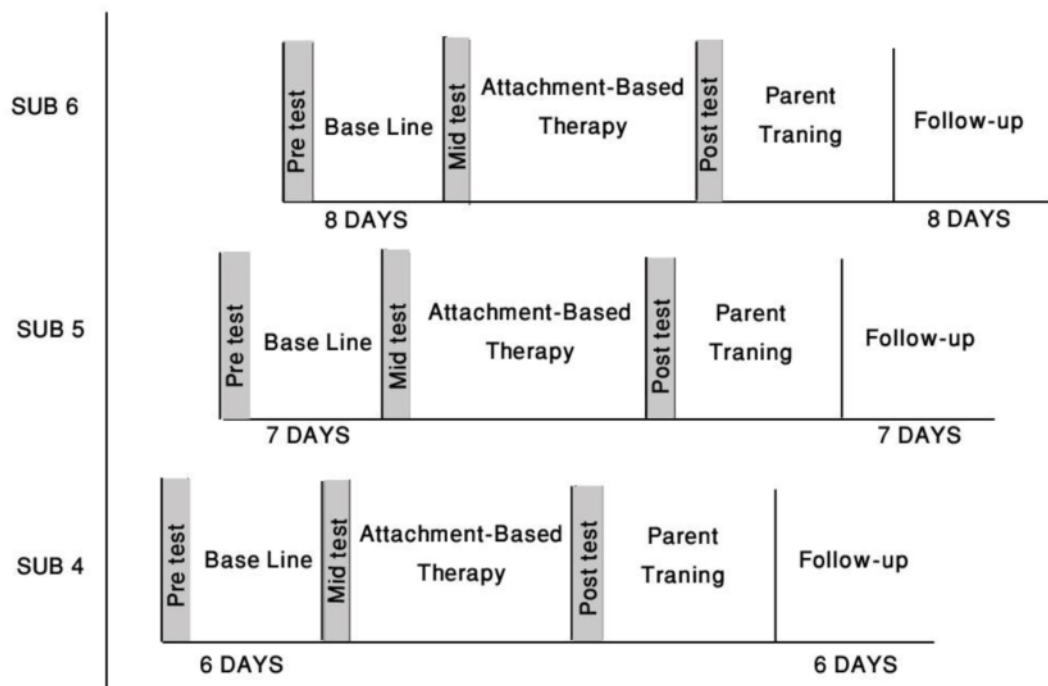 SUB 6
Pre test
Base Line
Mid test
Attachment-Based
Therapy
Post test
Parent
Traning
Follow-up
8 DAYS
8 DAYS
SUB 5
Pre test
Base Line
Mid test
Attachment-Based
Therapy
Post test
Parent
Traning
Follow-up
7 DAYS
7 DAYS
SUB 4
Pre test
Base Line
Mid test
Attachment-Based
Therapy
Post test
Parent
Traning
Follow-up
6 DAYS
6 DAYS